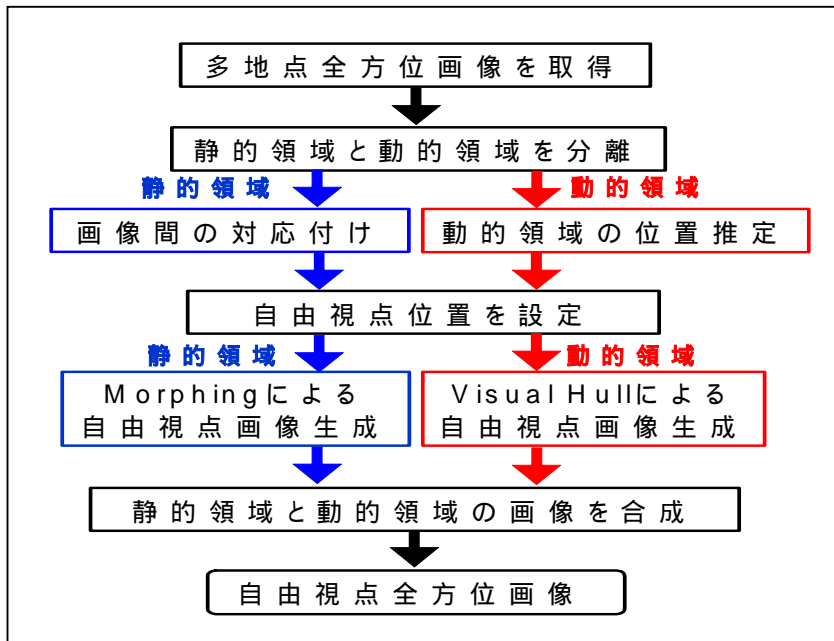 多地点全方位画像を取得
静的領域と動的領域を分離
静的領域
動的領域
画像間の対応付け
動的領域の位置推定
自由視点位置を設定
静的領域
動的領域
Morphingによる
自由視点画像生成
Visual Hullによる
自由視点画像生成
静的領域と動的領域の画像を合成
自由視点全方位画像